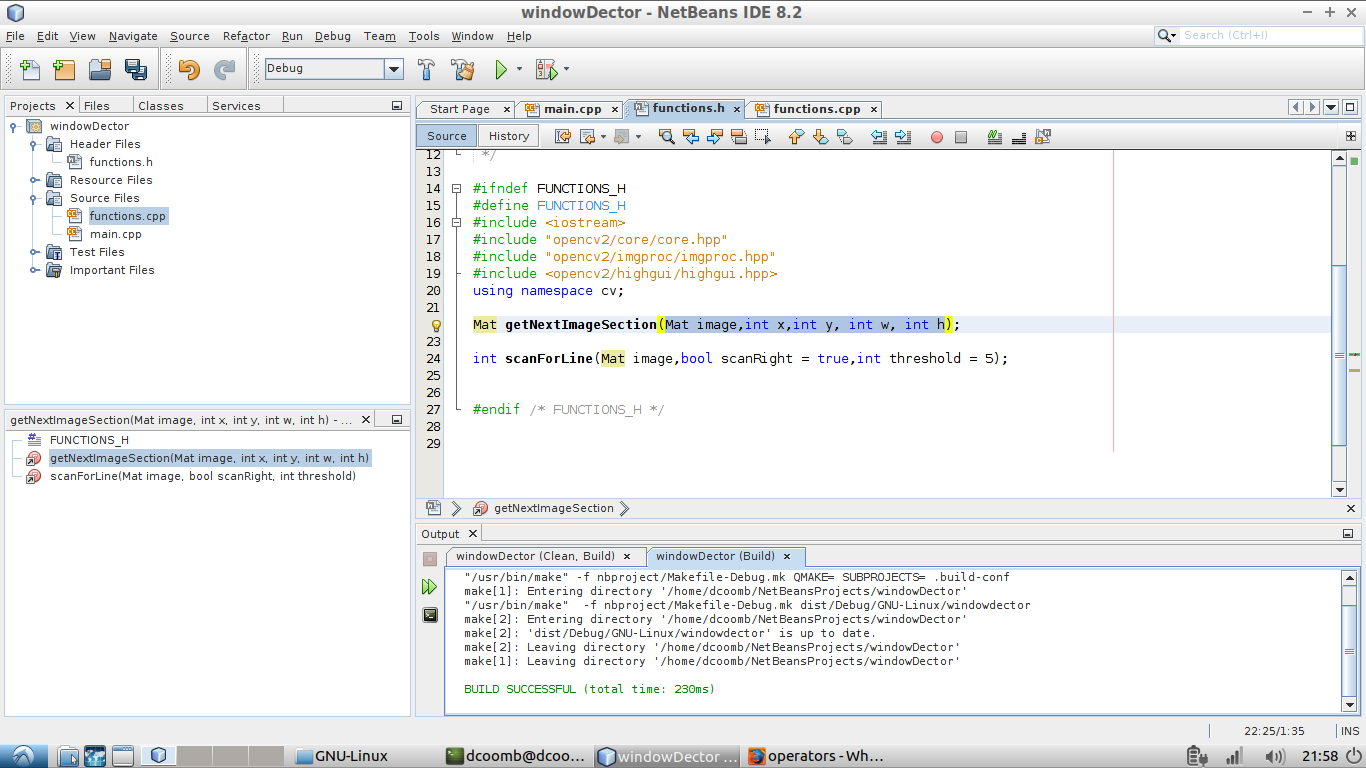 windowDector - NetBeans IDE 8.2
File Edit View Navigate Source Refactor Run Debug Team Tools Window Help
Search (Ctrl+I)
Debug
Projects Files Classes Services
windowDector
Header Files
functions.h
Resource Files
Source Files
functions.cpp
main.cpp
Test Files
Important Files
getNextImageSection(Mat image, int x, int y, int w, int h) - ...
FUNCTIONS_H
getNextImageSection(Mat image, int x, int y, int w, int h)
scanForLine(Mat image, bool scanRight, int threshold)
Start Page main.cpp functions.h functions.cpp
Source History
12 */
13
14 #ifndef FUNCTIONS_H
15 #define FUNCTIONS_H
16 #include <iostream>
17 #include "opencv2/core/core.hpp"
18 #include "opencv2/imgproc/imgproc.hpp"
19 #include <opencv2/highgui/highgui.hpp>
20 using namespace cv;
21
Mat getNextImageSection(Mat image,int x,int y, int w, int h);
23
24 int scanForLine(Mat image,bool scanRight = true,int threshold = 5);
25
26
27 #endif /* FUNCTIONS_H */
28
29
getNextImageSection
Output
windowDector (Clean, Build) windowDector (Build)
"/usr/bin/make" -f nbproject/Makefile-Debug.mk QMAKE= SUBPROJECTS= .build-conf
make[1]: Entering directory '/home/dcoomb/NetBeansProjects/windowDector'
"/usr/bin/make"  -f nbproject/Makefile-Debug.mk dist/Debug/GNU-Linux/windowdector
make[2]: Entering directory '/home/dcoomb/NetBeansProjects/windowDector'
make[2]: 'dist/Debug/GNU-Linux/windowdector' is up to date.
make[2]: Leaving directory '/home/dcoomb/NetBeansProjects/windowDector'
make[1]: Leaving directory '/home/dcoomb/NetBeansProjects/windowDector'
BUILD SUCCESSFUL (total time: 230ms)
22:25/1:35 INS
GNU-Linux dcoomb@dcoo... windowDector ... operators - Wh... 21:58